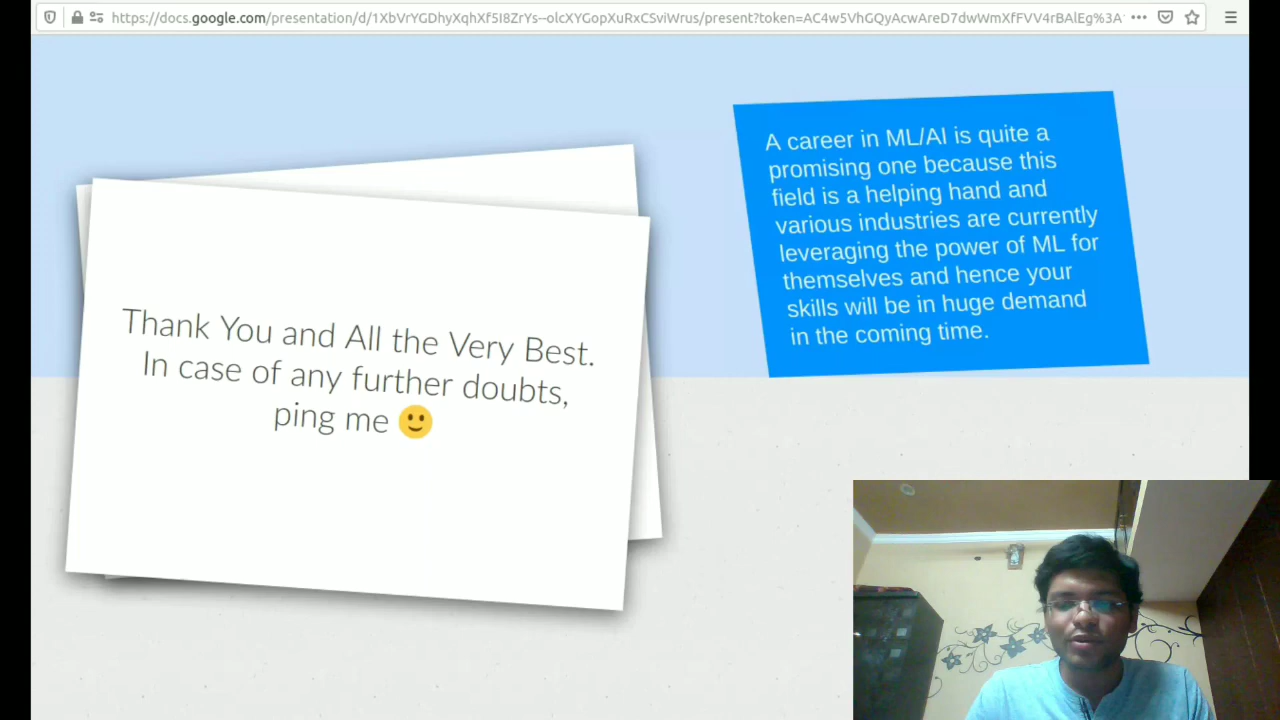 https://docs.google.com/presentation/d/1XbVrYGDhyXqhXf5I8ZrYs--olcXYGopXuRxCSviWrus/present?token=AC4w5VhGQyAcwAreD7dwWmXfFVV4rBAlEg%3A
A career in ML/AI is quite a
promising one because this
field is a helping hand and
various industries are currently
leveraging the power of ML for
themselves and hence your
skills will be in huge demand
in the coming time.
Thank You and All the Very Best.
In case of any further doubts,
ping me 🙂